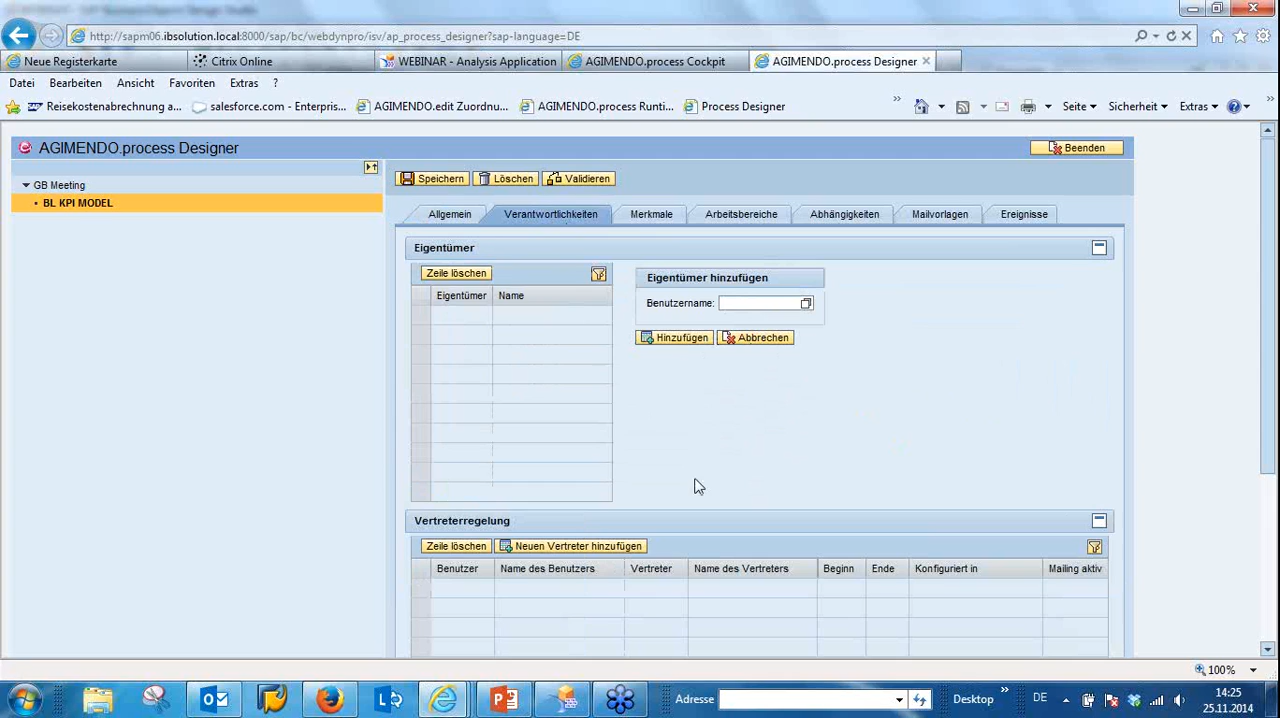 http://sapm06.ibsolution.local:8000/sap/bc/webdynpro/isv/ap_process_designer?sap-language=DE
Neue Registerkarte
Citrix Online
WEBINAR - Analysis Application
AGIMENDO.process Cockpit
AGIMENDO.process Designer
Datei Bearbeiten Ansicht Favoriten Extras ?
Reisekostenabrechnung a... salesforce.com - Enterpris... AGIMENDO.edit Zuordnu... AGIMENDO.process Runti... Process Designer » Seite Sicherheit Extras »
AGIMENDO.process Designer
Beenden
GB Meeting
BL KPI MODEL
Speichern Löschen Validieren
Allgemein Verantwortlichkeiten Merkmale Arbeitsbereiche Abhängigkeiten Mailvorlagen Ereignisse
Eigentümer
Zeile löschen
Eigentümer Name
Eigentümer hinzufügen
Benutzername:
Hinzufügen Abbrechen
Vertreterregelung
Zeile löschen Neuen Vertreter hinzufügen
Benutzer Name des Benutzers Vertreter Name des Vertreters Beginn Ende Konfiguriert in Mailing aktiv
100%
Adresse Desktop » DE 14:25
25.11.2014